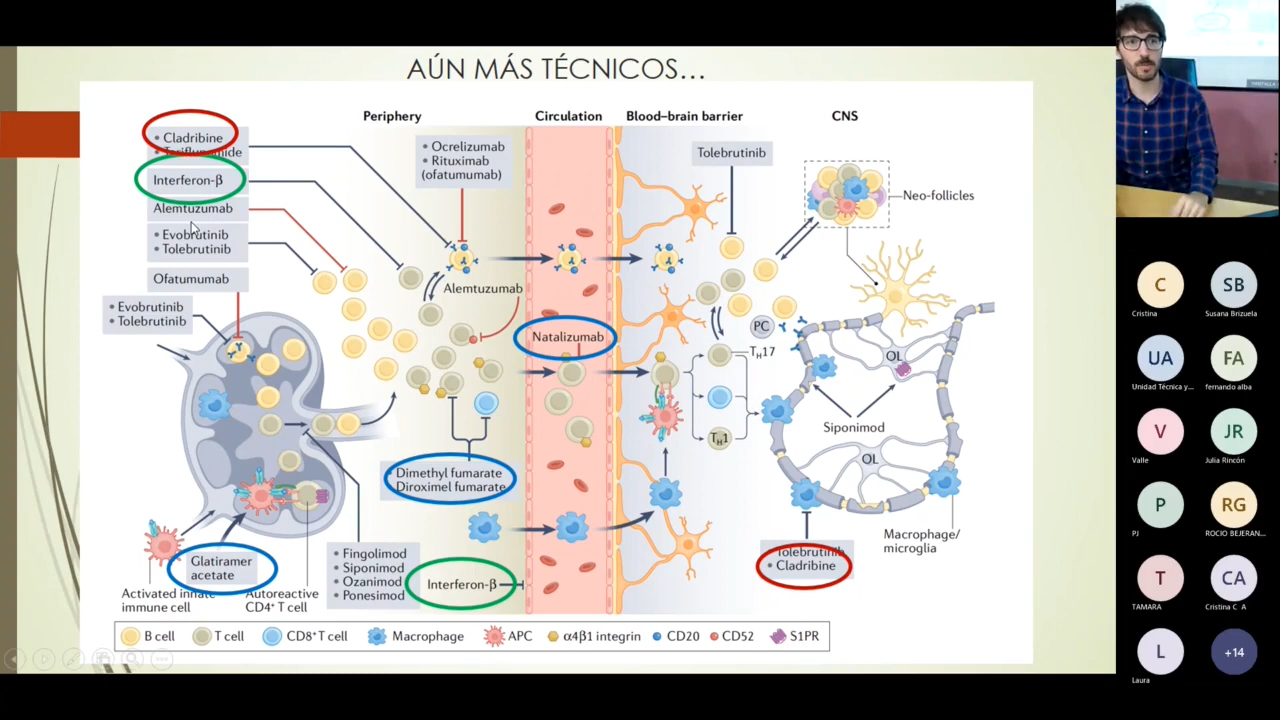 AÚN MÁS TÉCNICOS...
Periphery
Circulation
Blood–brain barrier
CNS
• Cladribine
• Teriflunomide
Interferon-β
Alemtuzumab
• Evobrutinib
• Tolebrutinib
Ofatumumab
• Evobrutinib
• Tolebrutinib
• Ocrelizumab
• Rituximab
(ofatumumab)
Alemtuzumab
Natalizumab
Tolebrutinib
Neo-follicles
PC
TH17
TH1
OL
Siponimod
OL
Dimethyl fumarate
Diroximel fumarate
Glatiramer
acetate
Activated innate
immune cell
Autoreactive
CD4+ T cell
• Fingolimod
• Siponimod
• Ozanimod
• Ponesimod
Interferon-β
Tolebrutinib
• Cladribine
Macrophage/
microglia
B cell
T cell
CD8+T cell
Macrophage
APC
α4β1 integrin
CD20
CD52
S1PR
C
Cristina
SB
Susana Brizuela
UA
Unidad Técnica y...
FA
fernando alba
V
Valle
JR
Julia Rincón
P
PJ
RG
ROCIO BEJERAN...
T
TAMARA
CA
Cristina C A
L
Laura
+14